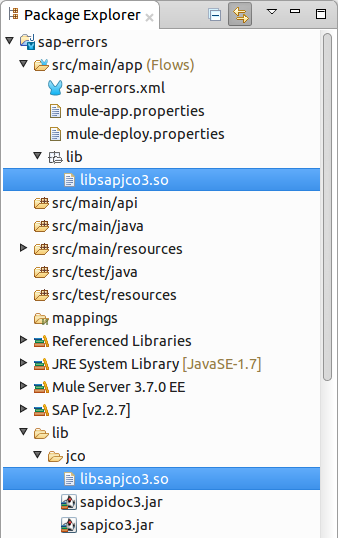 Package Explorer
sap-errors
src/main/app (Flows)
sap-errors.xml
mule-app.properties
mule-deploy.properties
lib
libsapjco3.so
src/main/api
src/main/java
src/main/resources
src/test/java
src/test/resources
mappings
Referenced Libraries
JRE System Library [JavaSE-1.7]
Mule Server 3.7.0 EE
SAP [v2.2.7]
lib
jco
libsapjco3.so
sapidoc3.jar
sapjco3.jar